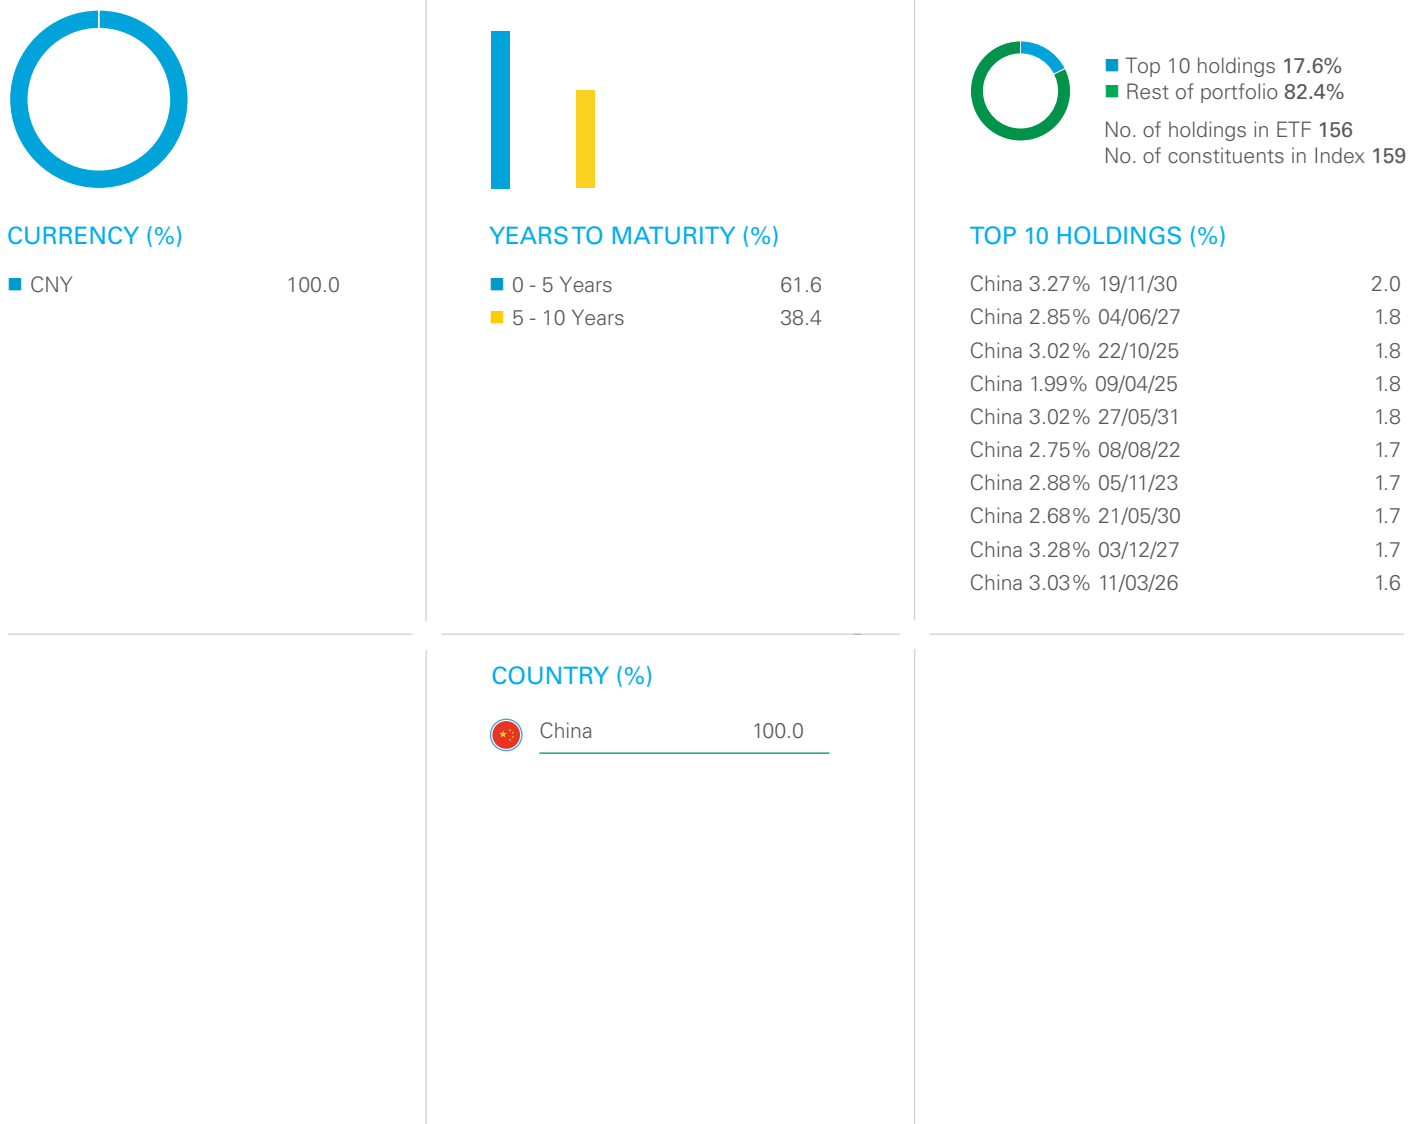 CURRENCY (%)
CNY 100.0
YEARS TO MATURITY (%)
0 - 5 Years 61.6
5 - 10 Years 38.4
Top 10 holdings 17.6%
Rest of portfolio 82.4%
No. of holdings in ETF 156
No. of constituents in Index 159
TOP 10 HOLDINGS (%)
China 3.27% 19/11/30 2.0
China 2.85% 04/06/27 1.8
China 3.02% 22/10/25 1.8
China 1.99% 09/04/25 1.8
China 3.02% 27/05/31 1.8
China 2.75% 08/08/22 1.7
China 2.88% 05/11/23 1.7
China 2.68% 21/05/30 1.7
China 3.28% 03/12/27 1.7
China 3.03% 11/03/26 1.6
COUNTRY (%)
China 100.0